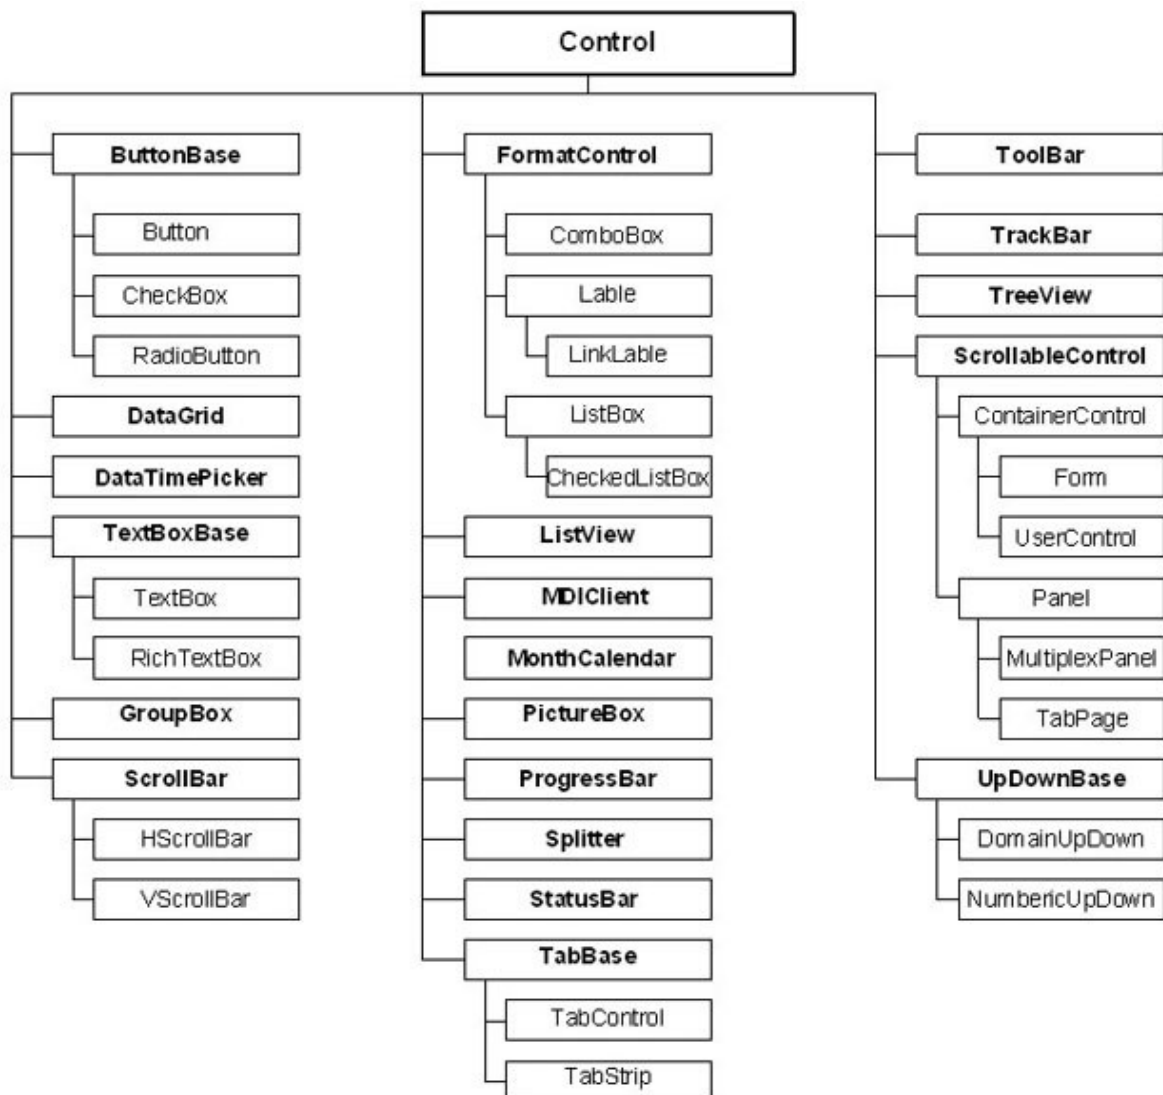 Control
ButtonBase
Button
CheckBox
RadioButton
DataGrid
DataTimePicker
TextBoxBase
TextBox
RichTextBox
GroupBox
ScrollBar
HScrollBar
VScrollBar
FormatControl
ComboBox
Lable
LinkLable
ListBox
CheckedListBox
ListView
MDIClient
MonthCalendar
PictureBox
ProgressBar
Splitter
StatusBar
TabBase
TabControl
TabStrip
ToolBar
TrackBar
TreeView
ScrollableControl
ContainerControl
Form
UserControl
Panel
MultiplexPanel
TabPage
UpDownBase
DomainUpDown
NumbericUpDown